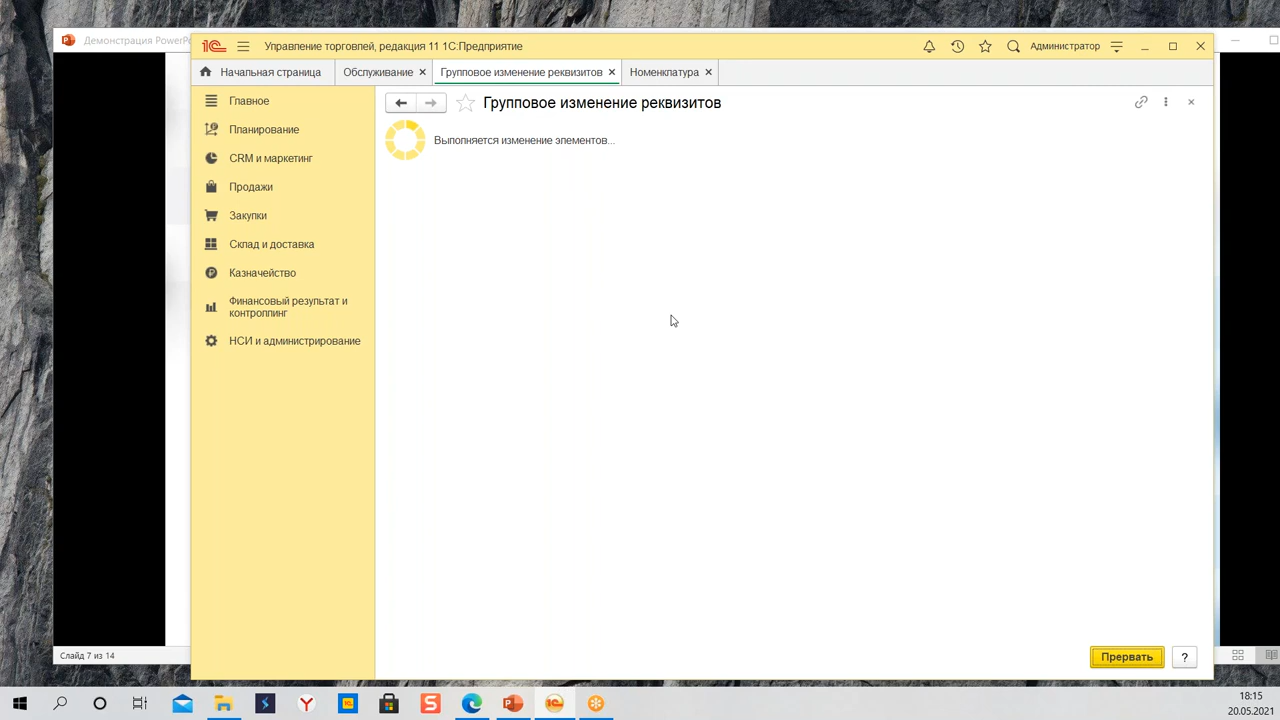 Демонстрация PowerPo
1С Управление торговлей, редакция 11 1С:Предприятие
Администратор
Начальная страница
Обслуживание
Групповое изменение реквизитов
Номенклатура
Главное
Планирование
CRM и маркетинг
Продажи
Закупки
Склад и доставка
Казначейство
Финансовый результат и
контроллинг
НСИ и администрирование
Групповое изменение реквизитов
Выполняется изменение элементов...
Прервать
?
Слайд 7 из 14
18:15
20.05.2021